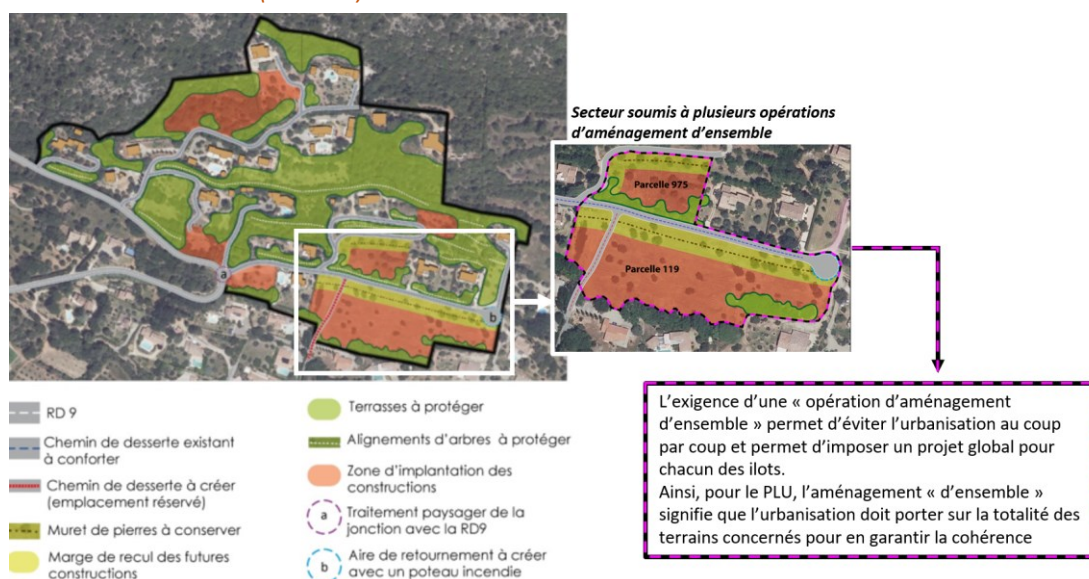 Secteur soumis à plusieurs opérations
d’aménagement d’ensemble
Parcelle 975
Parcelle 119
a
b
L’exigence d’une « opération d’aménagement
d’ensemble » permet d’éviter l’urbanisation au coup
par coup et permet d’imposer un projet global pour
chacun des ilots.
Ainsi, pour le PLU, l’aménagement « d’ensemble »
signifie que l’urbanisation doit porter sur la totalité des
terrains concernés pour en garantir la cohérence
RD 9
Chemin de desserte existant
à conforter
Chemin de desserte à créer
(emplacement réservé)
Muret de pierres à conserver
Marge de recul des futures
constructions
Terrasses à protéger
Alignements d’arbres à protéger
Zone d’implantation des
constructions
a
Traitement paysager de la
jonction avec la RD9
b
Aire de retournement à créer
avec un poteau incendie